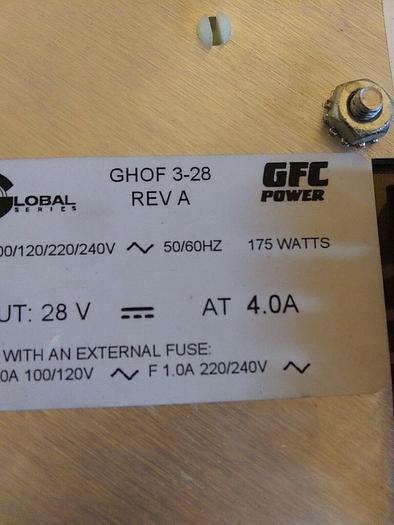 GLOBAL
SERIES
GHOF 3-28
REV A
GFC
POWER
00/120/220/240V 50/60HZ 175 WATTS
UT: 28 V AT 4.0A
WITH AN EXTERNAL FUSE:
0A 100/120V F 1.0A 220/240V